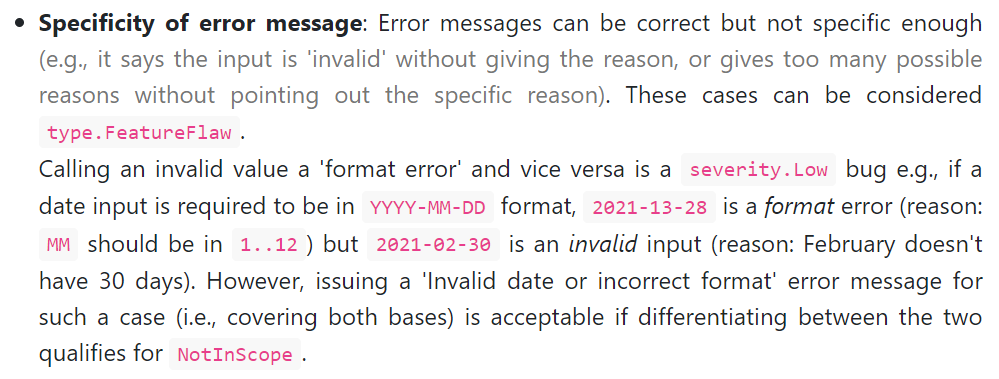 • Specificity of error message: Error messages can be correct but not specific enough
(e.g., it says the input is 'invalid' without giving the reason, or gives too many possible
reasons without pointing out the specific reason). These cases can be considered
type.FeatureFlaw .
Calling an invalid value a 'format error' and vice versa is a severity.Low bug e.g., if a
date input is required to be in YYYY-MM-DD format, 2021-13-28 is a format error (reason:
MM should be in 1..12 ) but 2021-02-30 is an invalid input (reason: February doesn't
have 30 days). However, issuing a 'Invalid date or incorrect format' error message for
such a case (i.e., covering both bases) is acceptable if differentiating between the two
qualifies for NotInScope .